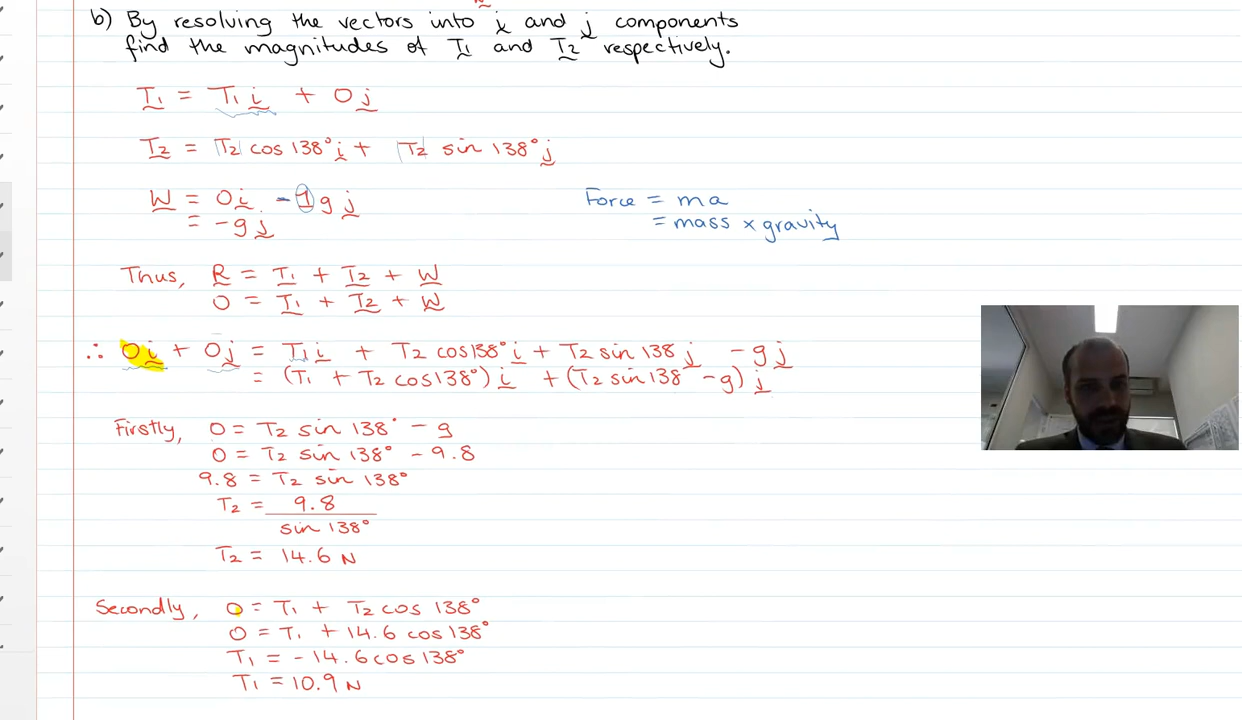 b) By resolving the vectors into i and j components
find the magnitudes of T1 and T2 respectively.
T1 = T1 i + 0 j
T2 = T2 cos 138° i + T2 sin 138° j
W = 0 i - 1 g j
= - g j
Force = ma
= mass × gravity
Thus, R = T1 + T2 + W
0 = T1 + T2 + W
∴ 0 i + 0 j = T1 i + T2 cos 138° i + T2 sin 138 j - g j
= (T1 + T2 cos 138°) i + (T2 sin 138 - g) j
Firstly, 0 = T2 sin 138° - g
0 = T2 sin 138° - 9.8
9.8 = T2 sin 138°
T2 = 9.8
sin 138°
T2 = 14.6 N
Secondly, 0 = T1 + T2 cos 138°
0 = T1 + 14.6 cos 138°
T1 = - 14.6 cos 138°
T1 = 10.9 N